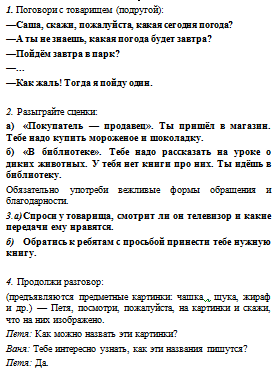 1. Поговори с товарищем (подругой):
—Саша, скажи, пожалуйста, какая сегодня погода?
—А ты не знаешь, какая погода будет завтра?
—Пойдём завтра в парк?
—…
—Как жаль! Тогда я пойду один.
2. Разыграйте сценки:
а) «Покупатель — продавец». Ты пришёл в магазин.
Тебе надо купить мороженое и шоколадку.
б) «В библиотеке». Тебе надо рассказать на уроке о
диких животных. У тебя нет книги про них. Ты идёшь в
библиотеку.
Обязательно употреби вежливые формы обращения и
благодарности.
3.а)Спроси у товарища, смотрит ли он телевизор и какие
передачи ему нравятся.
б) Обратись к ребятам с просьбой принести тебе нужную
книгу.
4. Продолжи разговор:
(предъявляются предметные картинки: чашка, щука, жираф
и др.) — Петя, посмотри, пожалуйста, на картинки и скажи,
что на них изображено.
Петя: Как можно назвать эти картинки?
Ваня: Тебе интересно узнать, как эти названия пишутся?
Петя: Да.